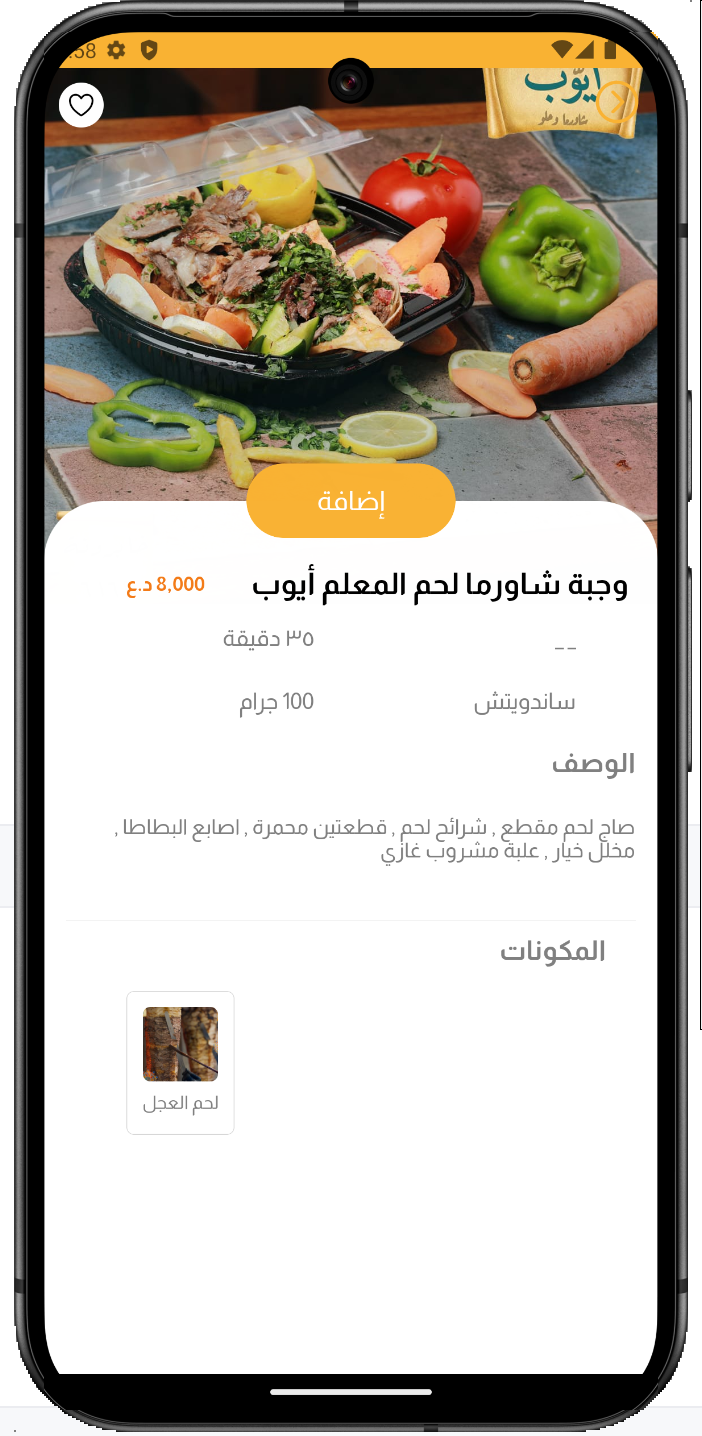 :58
أيوب
شاورما وحلو
إضافة
وجبة شاورما لحم المعلم أيوب 8,000 د.ع
_ _ ٣٥ دقيقة
ساندويتش 100 جرام
الوصف
صاج لحم مقطع , شرائح لحم , قطعتين محمرة , اصابع البطاطا ,
مخلل خيار , علبة مشروب غازي
المكونات
لحم العجل